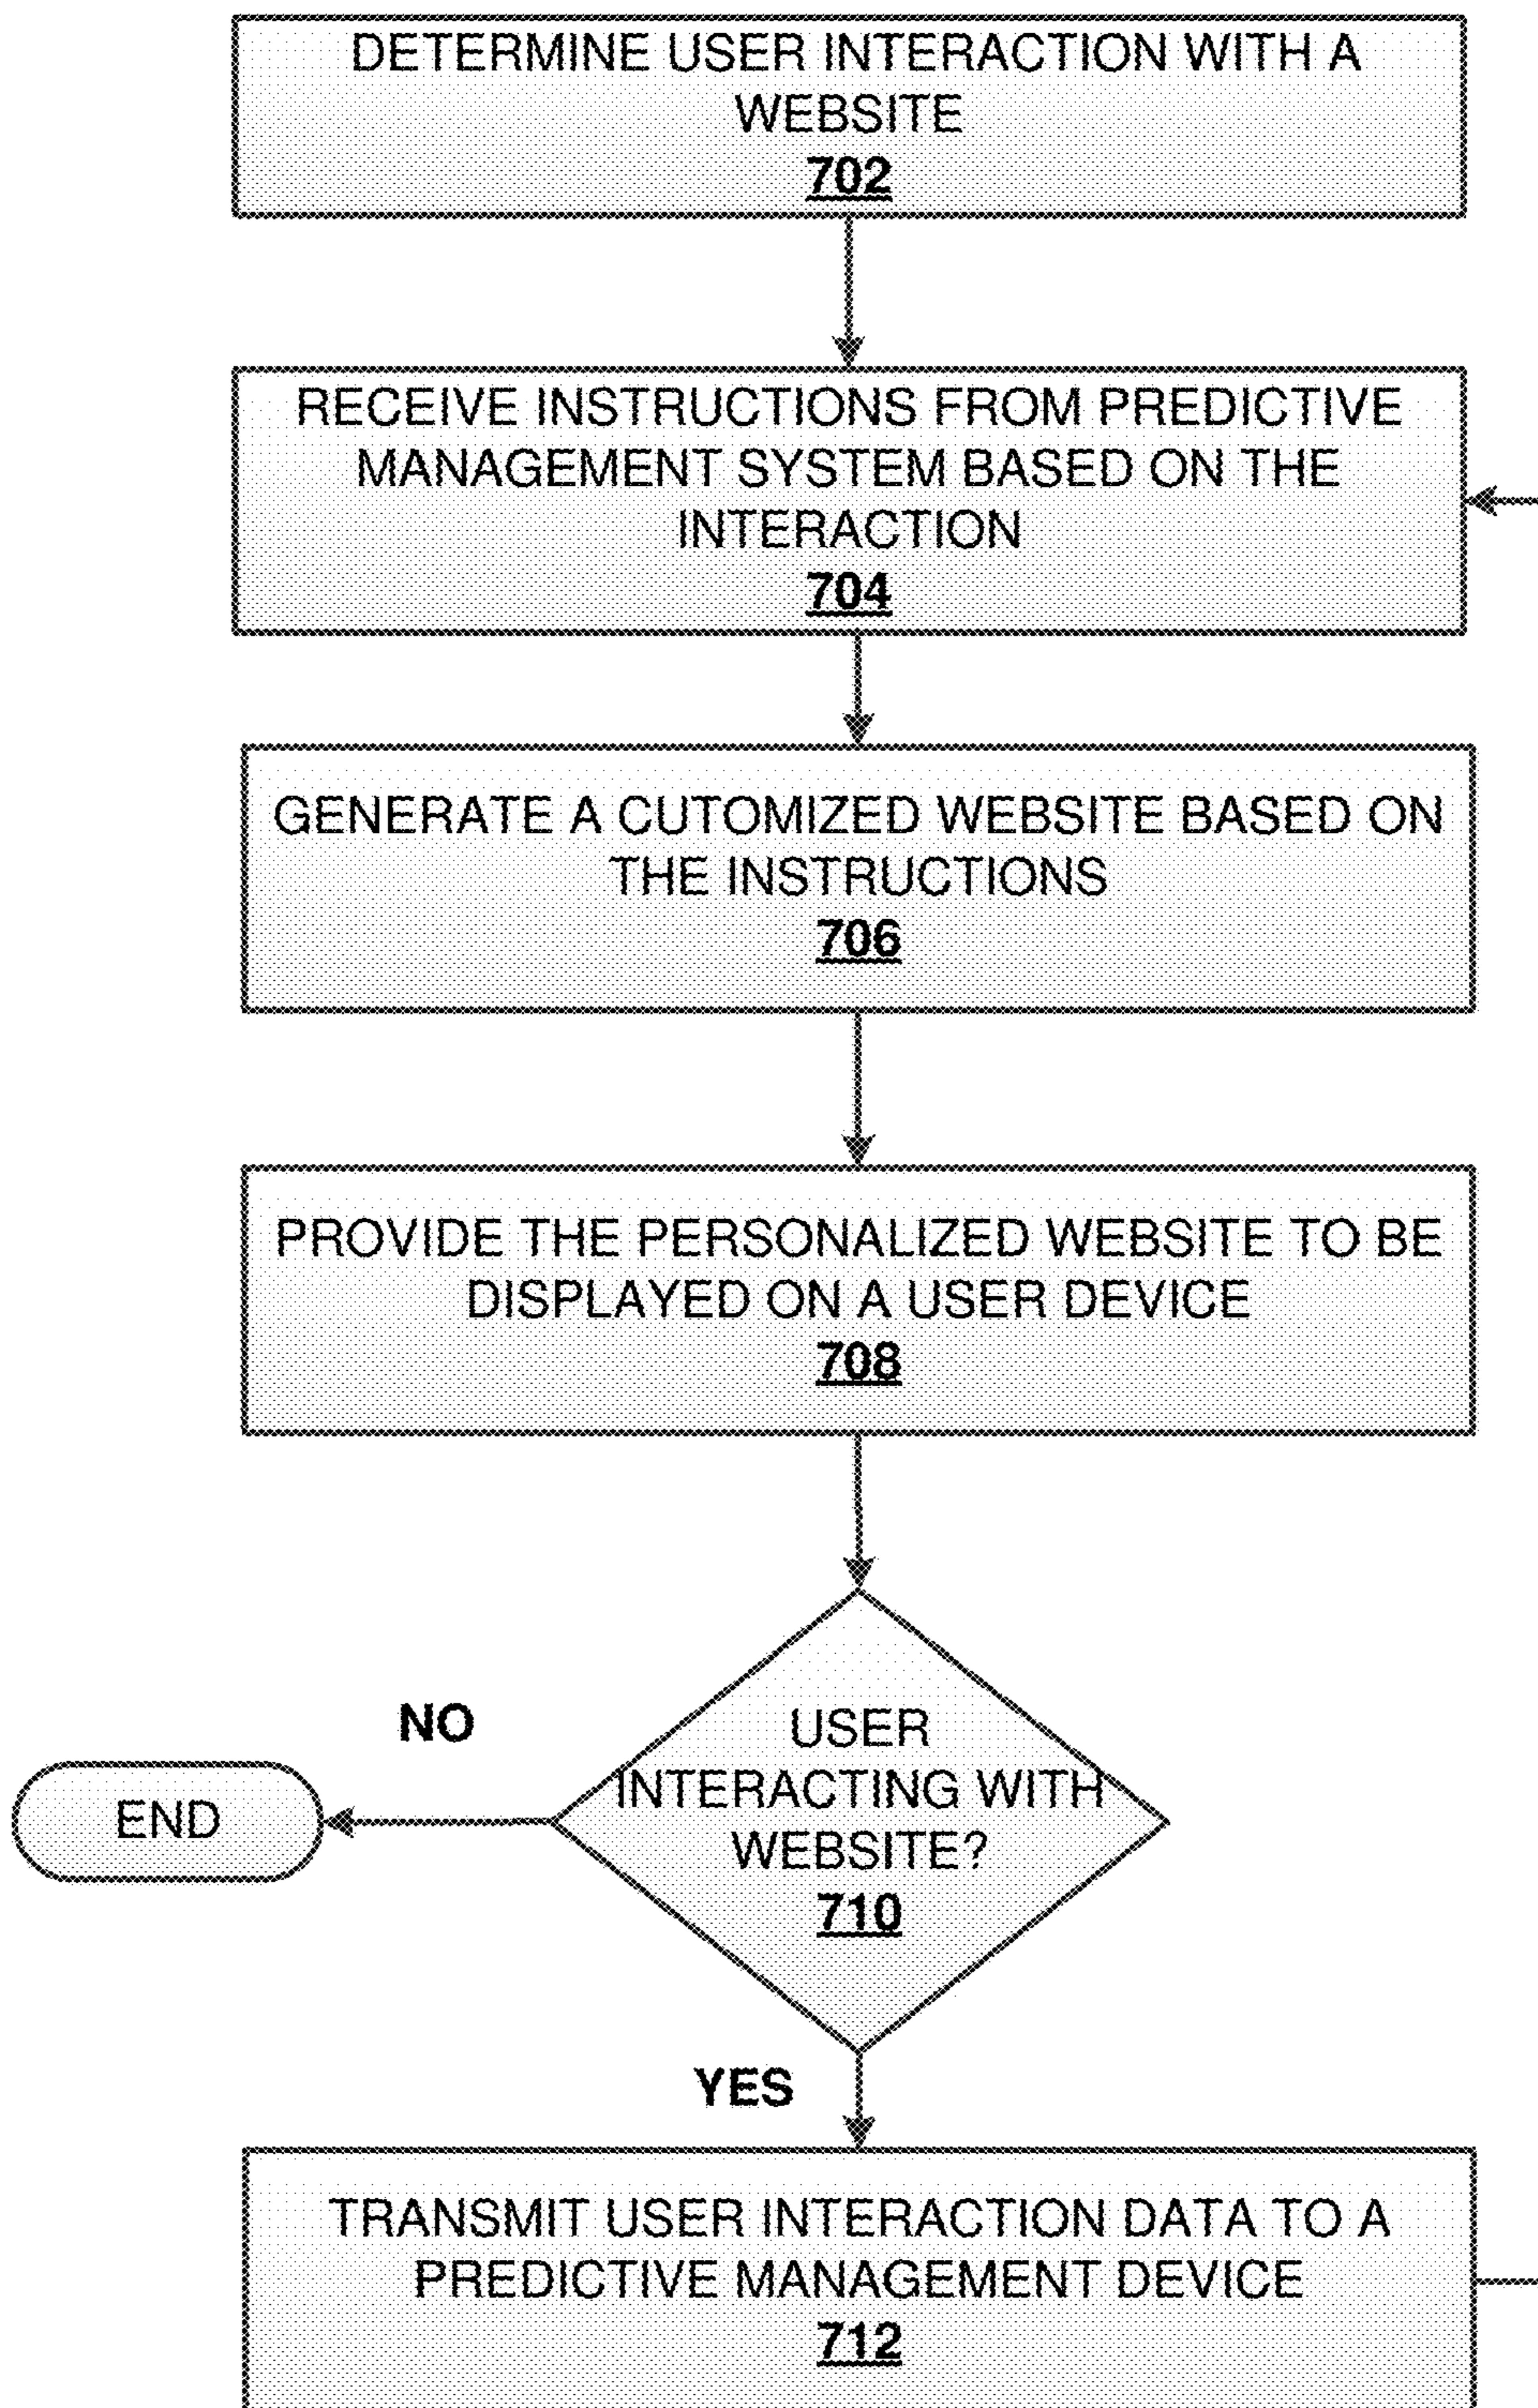 DETERMINE USER INTERACTION WITH A
WEBSITE
702
RECEIVE INSTRUCTIONS FROM PREDICTIVE
MANAGEMENT SYSTEM BASED ON THE
INTERACTION
704
GENERATE A CUTOMIZED WEBSITE BASED ON
THE INSTRUCTIONS
706
PROVIDE THE PERSONALIZED WEBSITE TO BE
DISPLAYED ON A USER DEVICE
708
NO
END
USER
INTERACTING WITH
WEBSITE?
710
YES
TRANSMIT USER INTERACTION DATA TO A
PREDICTIVE MANAGEMENT DEVICE
712